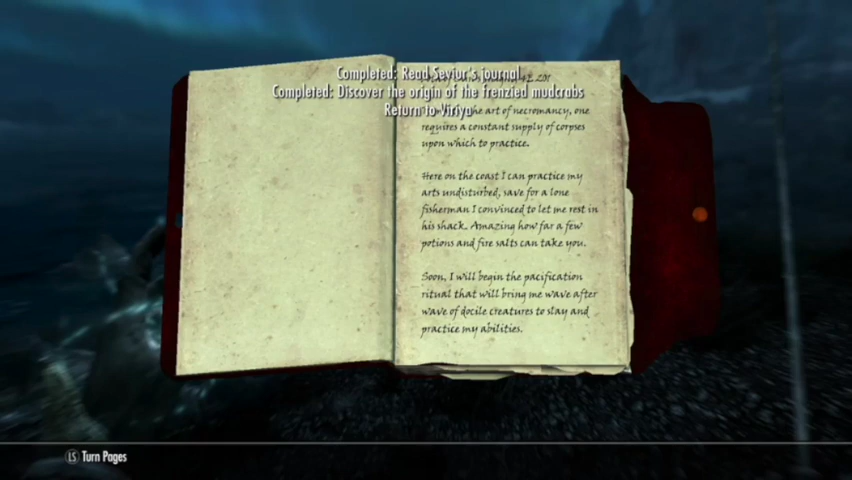 Completed: Read Seviur's journal
Completed: Discover the origin of the frenzied mudcrabs
Return to Viriya
the art of necromancy, one
requires a constant supply of corpses
upon which to practice.
Here on the coast I can practice my
arts undisturbed, save for a lone
fisherman I convinced to let me rest in
his shack. Amazing how far a few
potions and fire salts can take you.
Soon, I will begin the pacification
ritual that will bring me wave after
wave of docile creatures to slay and
practice my abilities.
LS Turn Pages